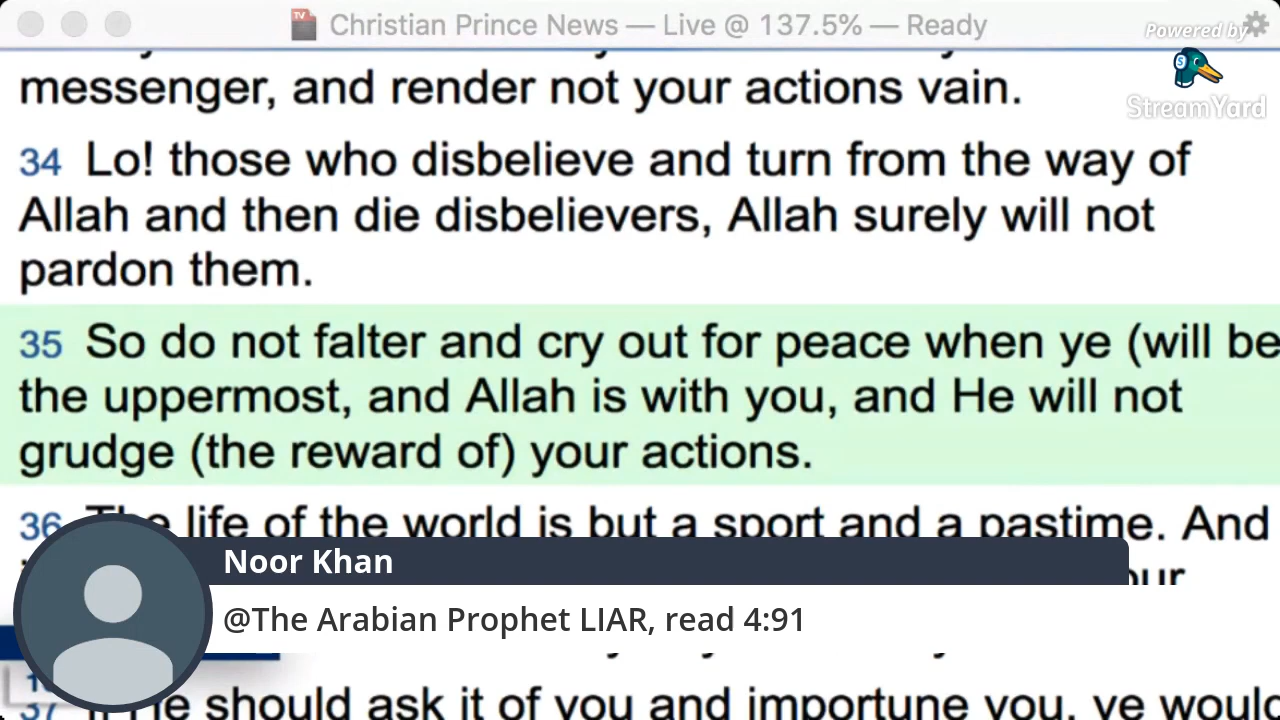 Christian Prince News — Live @ 137.5% — Ready
Powered by
StreamYard
messenger, and render not your actions vain.
34 Lo! those who disbelieve and turn from the way of
Allah and then die disbelievers, Allah surely will not
pardon them.
35 So do not falter and cry out for peace when ye (will be
the uppermost, and Allah is with you, and He will not
grudge (the reward of) your actions.
36 The life of the world is but a sport and a pastime. And
Noor Khan
@The Arabian Prophet LIAR, read 4:91
37 If He should ask it of you and importune you, ye would